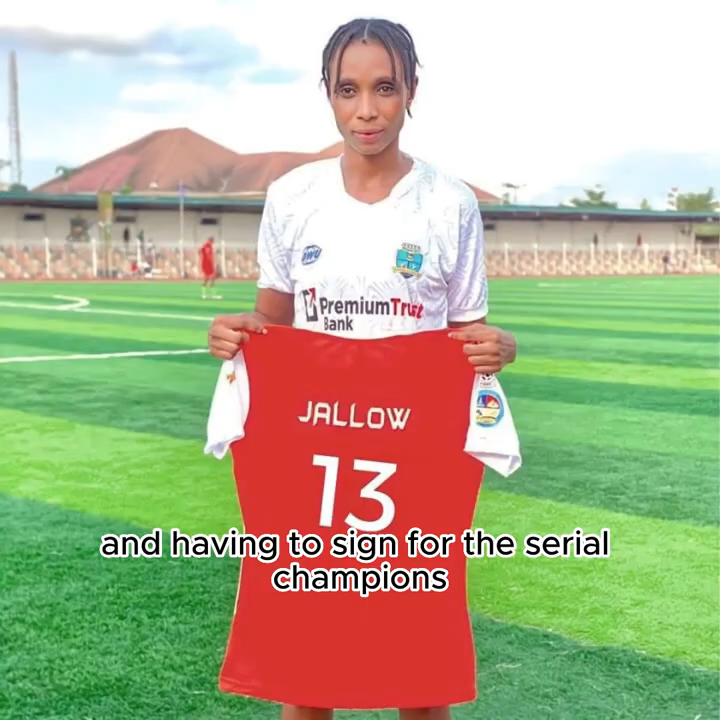 PremiumTrust
Bank
JALLOW
13
and having to sign for the serial
champions